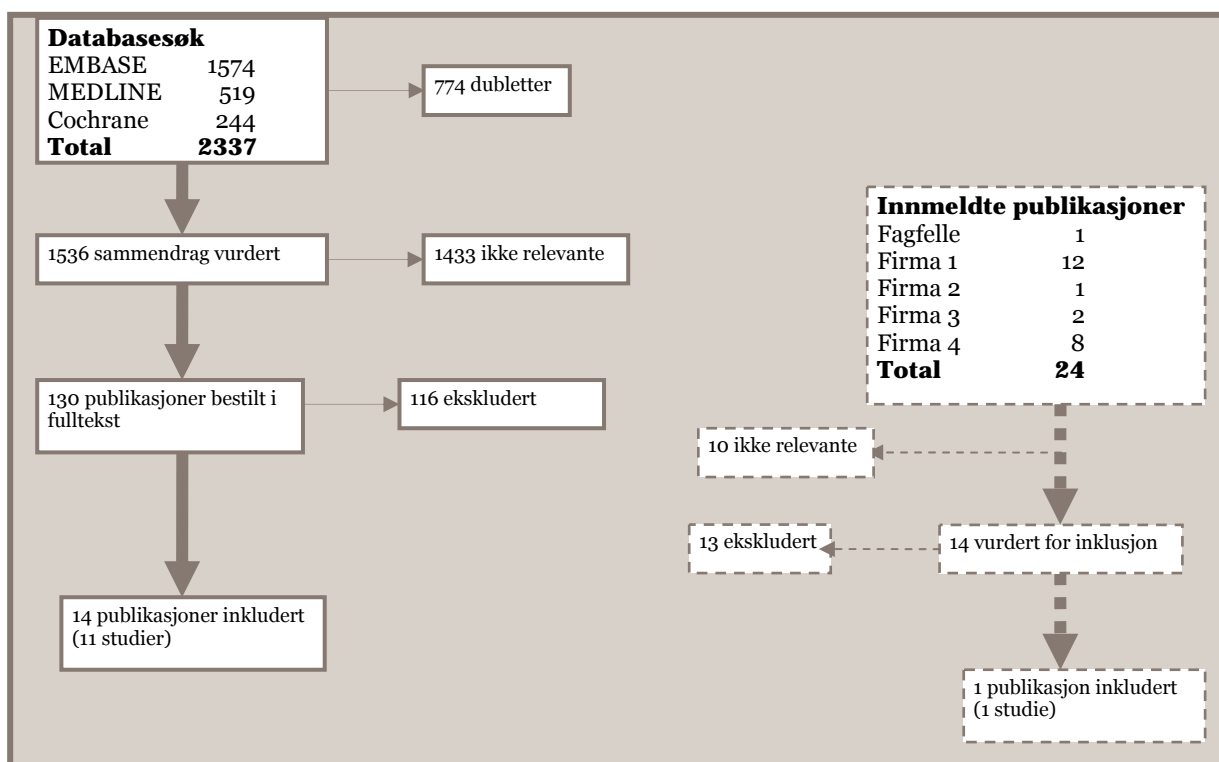 Databasesøk
EMBASE 1574
MEDLINE 519
Cochrane 244
Total 2337
774 dubletter
1536 sammendrag vurdert
1433 ikke relevante
130 publikasjoner bestilt i
fulltekst
116 ekskludert
14 publikasjoner inkludert
(11 studier)
Innmeldte publikasjoner
Fagfelle 1
Firma 1 12
Firma 2 1
Firma 3 2
Firma 4 8
Total 24
10 ikke relevante
13 ekskludert
14 vurdert for inklusjon
1 publikasjon inkludert
(1 studie)